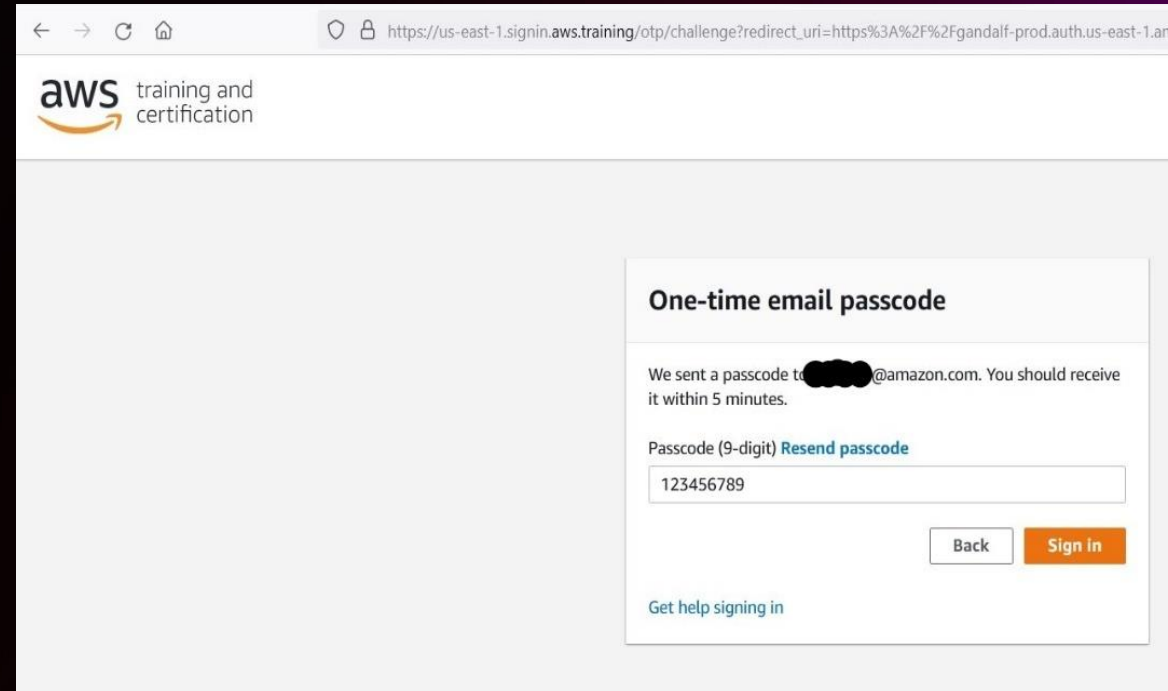 https://us-east-1.signin.aws.training/otp/challenge?redirect_uri=https%3A%2F%2Fgandalf-prod.auth.us-east-1.am
aws training and
certification
One-time email passcode
We sent a passcode to @amazon.com. You should receive
it within 5 minutes.
Passcode (9-digit) Resend passcode
123456789
Back Sign in
Get help signing in